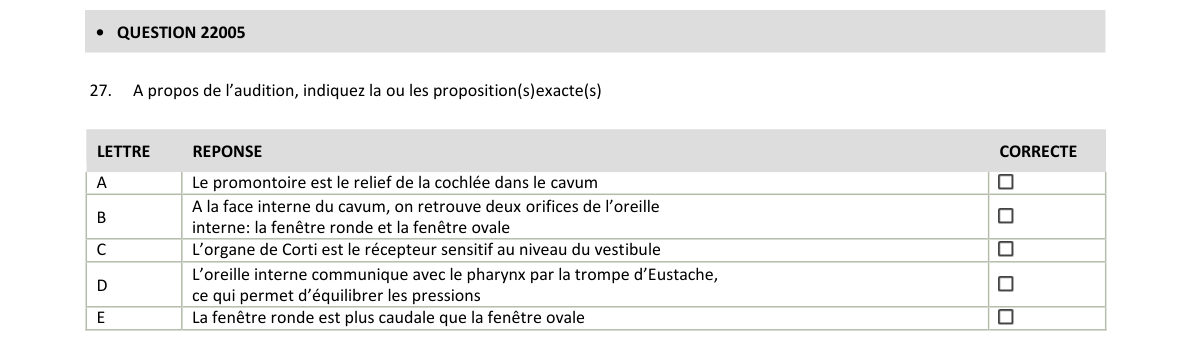 • QUESTION 22005
27. A propos de l’audition, indiquez la ou les proposition(s)exacte(s)
LETTRE REPONSE CORRECTE
A Le promontoire est le relief de la cochlée dans le cavum
B A la face interne du cavum, on retrouve deux orifices de l’oreille
interne: la fenêtre ronde et la fenêtre ovale
C L’organe de Corti est le récepteur sensitif au niveau du vestibule
D L’oreille interne communique avec le pharynx par la trompe d’Eustache,
ce qui permet d’équilibrer les pressions
E La fenêtre ronde est plus caudale que la fenêtre ovale